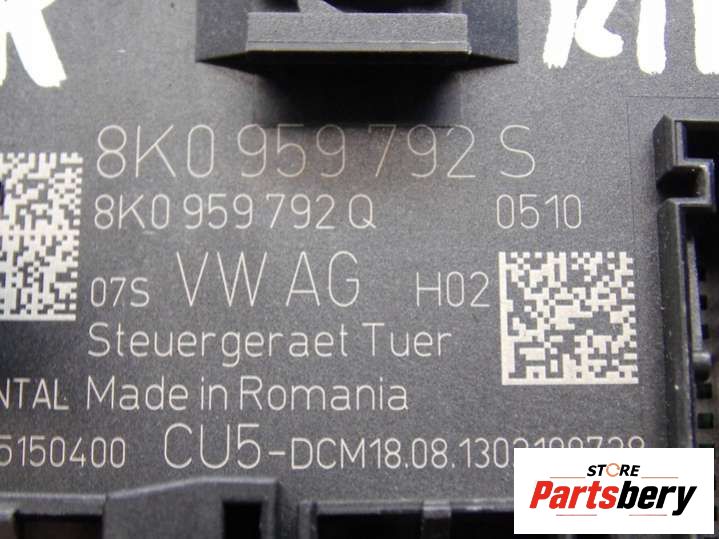 8K0 959 792 S
8K0 959 792 Q 0510
07S VW AG H02
Steuergeraet Tuer
NTAL Made in Romania
5150400 CU5-DCM18.08.130
STORE
Partsbery